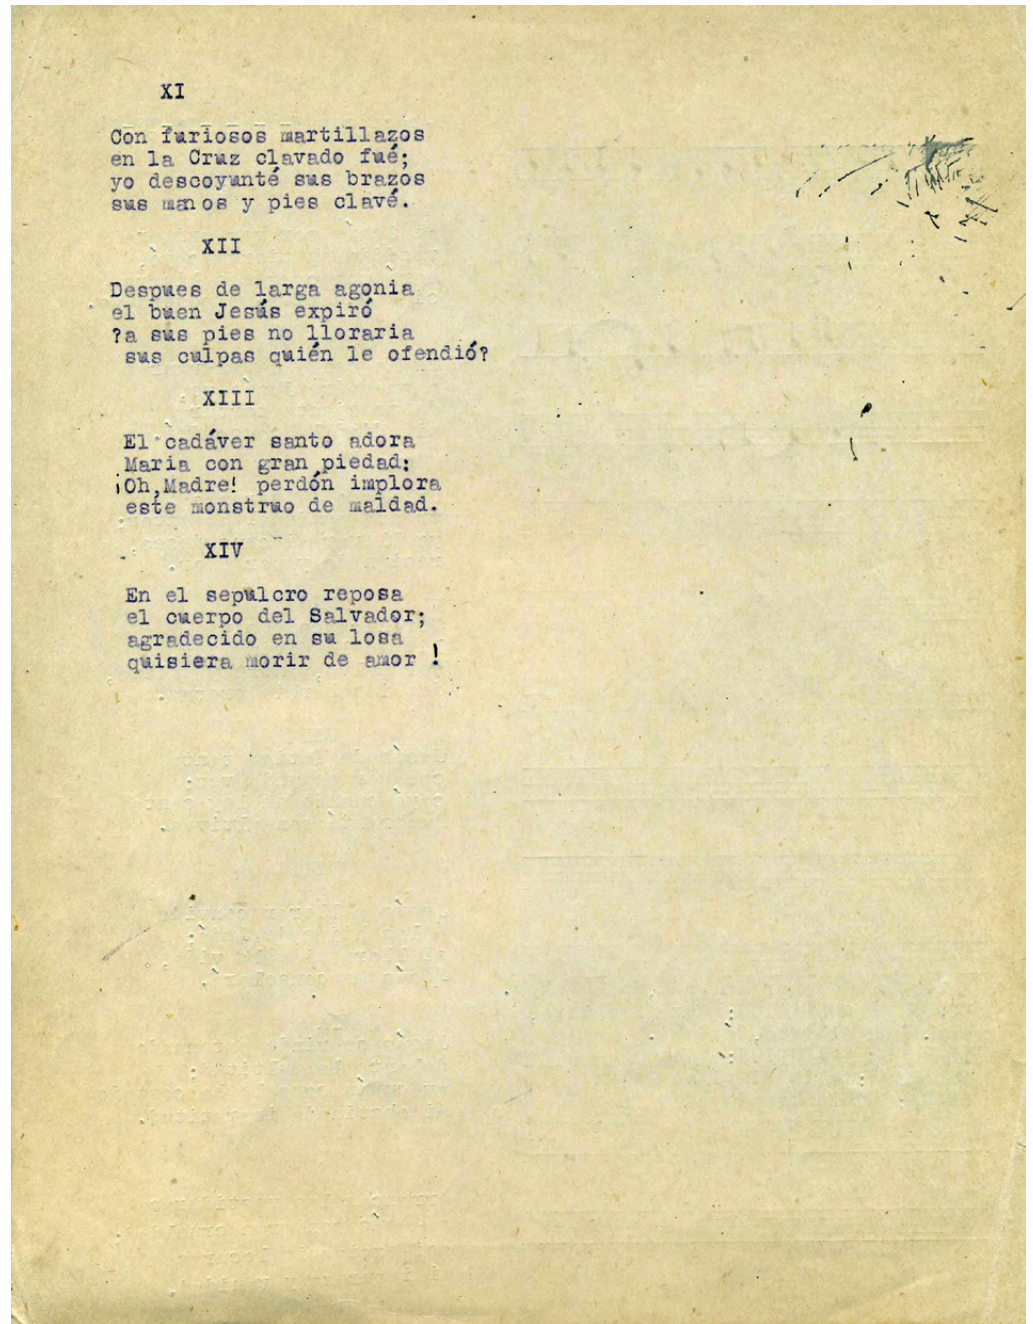 XI
Con furiosos martillazos
en la Cruz clavado fué;
yo descoyunté sus brazos
sus manos y pies clavé.
XII
Despues de larga agonia
el buen Jesús expiró
?a sus pies no lloraria
sus culpas quién le ofendió?
XIII
El cadáver santo adora
Maria con gran piedad;
¡Oh,Madre! perdón implora
este monstruo de maldad.
XIV
En el sepulcro reposa
el cuerpo del Salvador;
agradecido en su losa
quisiera morir de amor !